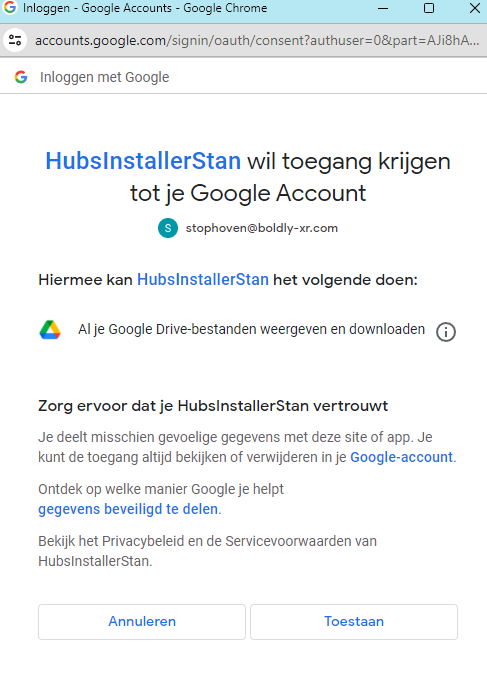 Inloggen - Google Accounts - Google Chrome
accounts.google.com/signin/oauth/consent?authuser=0&part=AJi8hA...
Inloggen met Google
HubsInstallerStan wil toegang krijgen
tot je Google Account
S stophoven@boldly-xr.com
Hiermee kan HubsInstallerStan het volgende doen:
Al je Google Drive-bestanden weergeven en downloaden
Zorg ervoor dat je HubsInstallerStan vertrouwt
Je deelt misschien gevoelige gegevens met deze site of app. Je
kunt de toegang altijd bekijken of verwijderen in je Google-account.
Ontdek op welke manier Google je helpt
gegevens beveiligd te delen.
Bekijk het Privacybeleid en de Servicevoorwaarden van
HubsInstallerStan.
Annuleren Toestaan